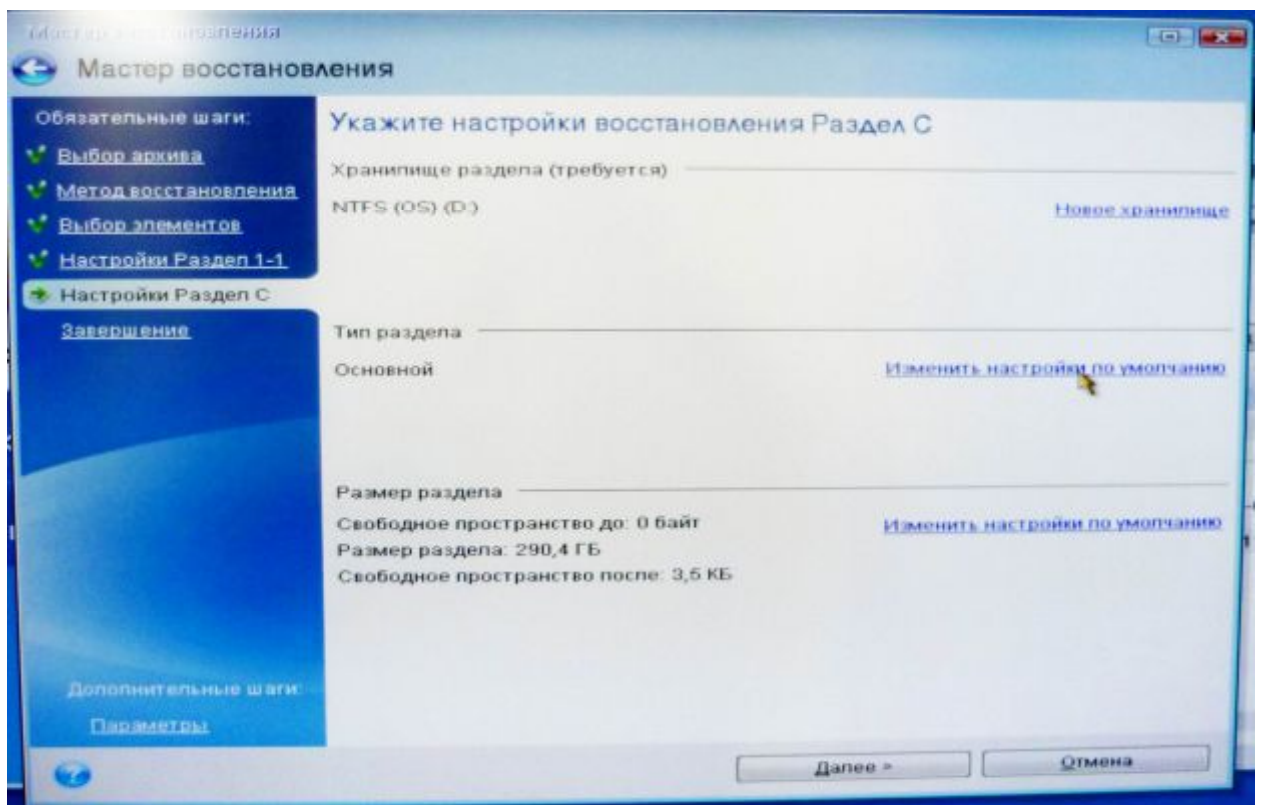 Мастер восстановления
Мастер восстановления
Обязательные шаги:
Выбор архива
Метод восстановления
Выбор элементов
Настройки Раздел 1-1
Настройки Раздел C
Завершение
Дополнительные шаги:
Параметры
Укажите настройки восстановления Раздел C
Хранилище раздела (требуется)
NTFS (OS) (D:)
Новое хранилище
Тип раздела
Основной
Изменить настройки по умолчанию
Размер раздела
Свободное пространство до: 0 байт
Изменить настройки по умолчанию
Размер раздела: 290,4 ГБ
Свободное пространство после: 3,5 КБ
Далее >
Отмена